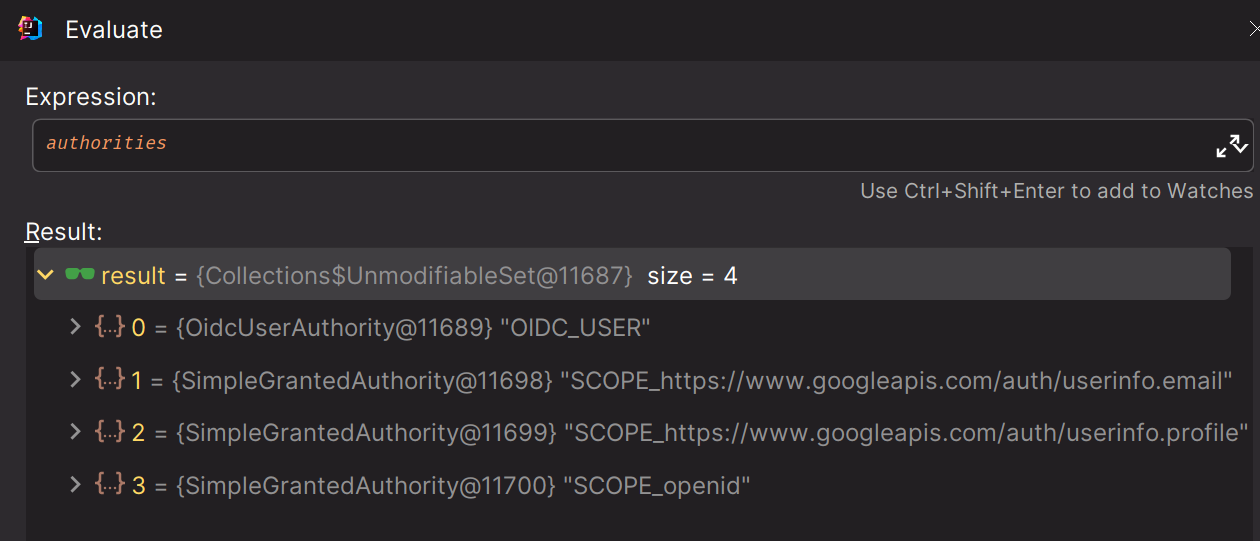 Evaluate
Expression:
authorities
Use Ctrl+Shift+Enter to add to Watches
Result:
result = {Collections$UnmodifiableSet@11687} size = 4
{...} 0 = {OidcUserAuthority@11689} "OIDC_USER"
{...} 1 = {SimpleGrantedAuthority@11698} "SCOPE_https://www.googleapis.com/auth/userinfo.email"
{...} 2 = {SimpleGrantedAuthority@11699} "SCOPE_https://www.googleapis.com/auth/userinfo.profile"
{...} 3 = {SimpleGrantedAuthority@11700} "SCOPE_openid"